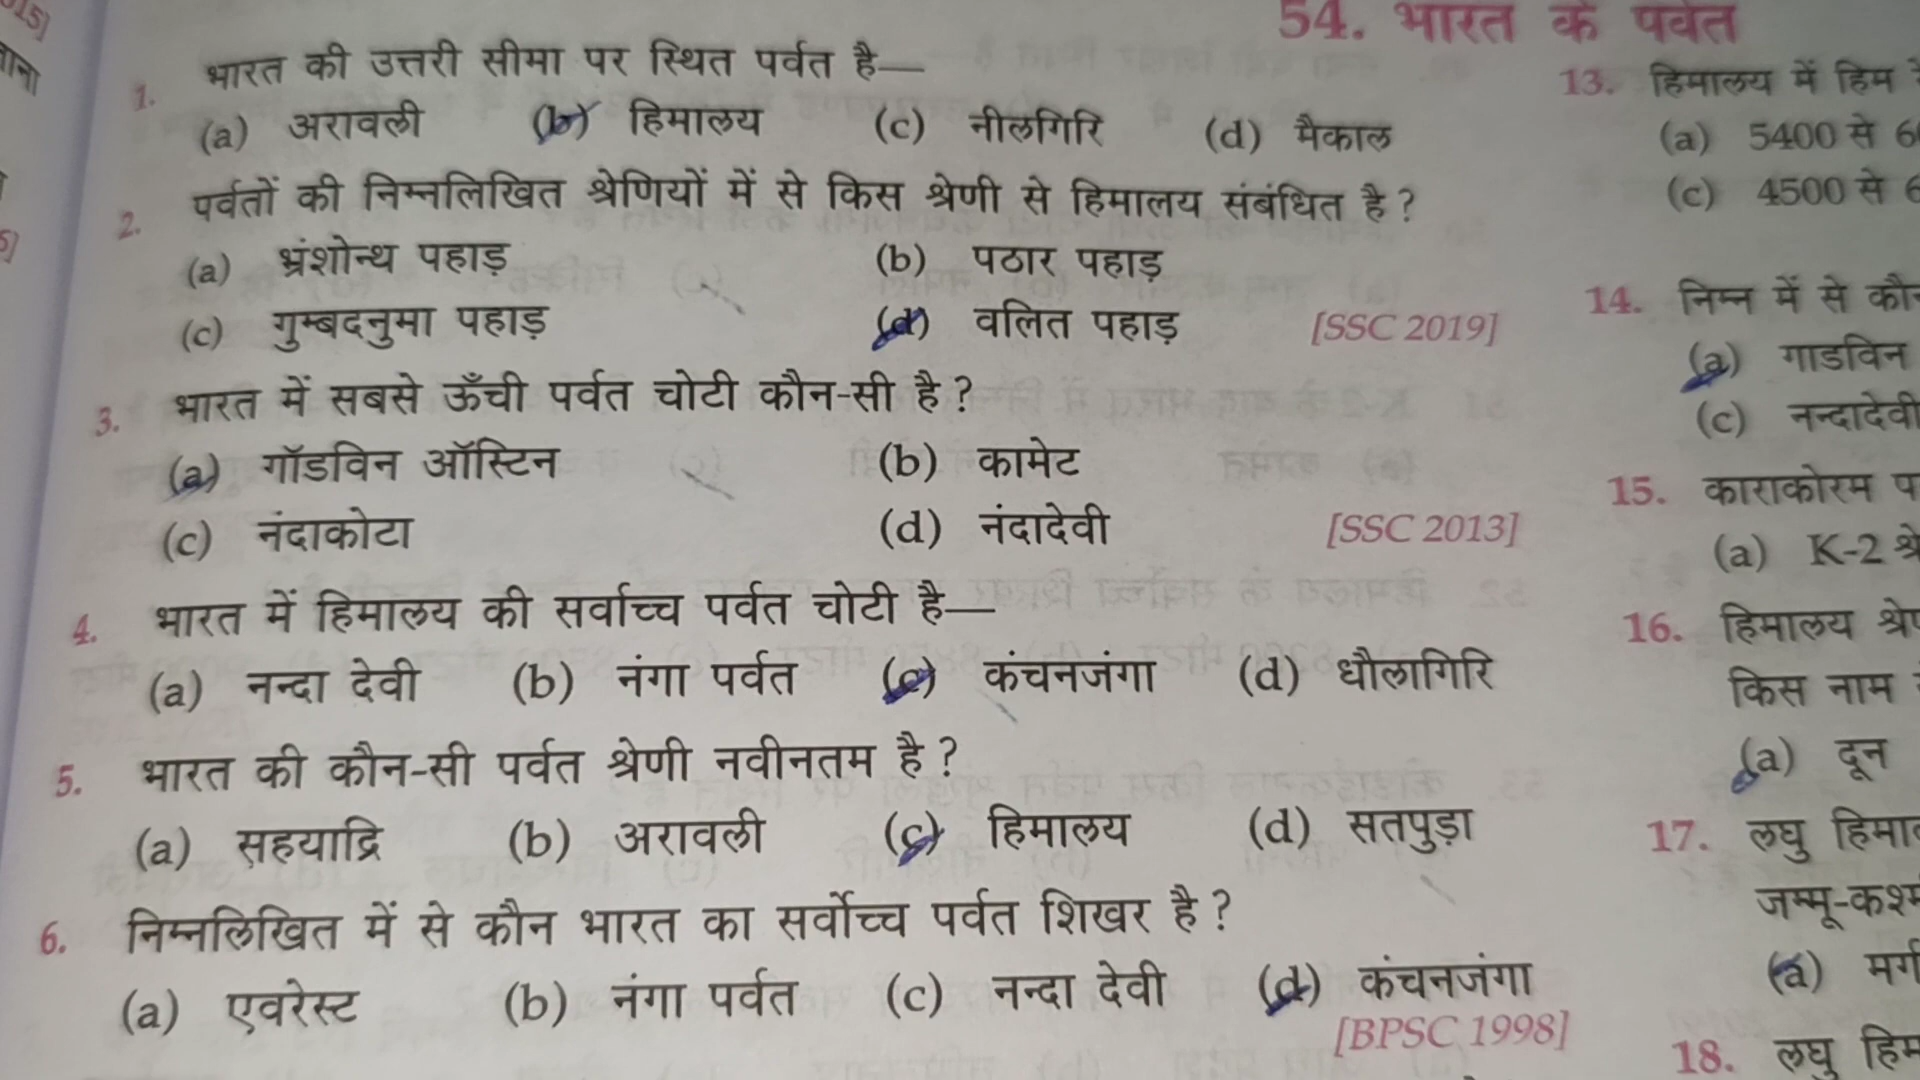 54. भारत के पर्वत
1. भारत की उत्तरी सीमा पर स्थित पर्वत है—
(a) अरावली (b) हिमालय (c) नीलगिरि (d) मैकाल
2. पर्वतों की निम्नलिखित श्रेणियों में से किस श्रेणी से हिमालय संबंधित है ?
(a) भ्रंशोन्थ पहाड़ (b) पठार पहाड़
(c) गुम्बदनुमा पहाड़ (d) वलित पहाड़ [SSC 2019]
3. भारत में सबसे ऊँची पर्वत चोटी कौन-सी है ?
(a) गॉडविन ऑस्टिन (b) कामेट
(c) नंदाकोटा (d) नंदादेवी [SSC 2013]
4. भारत में हिमालय की सर्वाच्च पर्वत चोटी है—
(a) नन्दा देवी (b) नंगा पर्वत (c) कंचनजंगा (d) धौलागिरि
5. भारत की कौन-सी पर्वत श्रेणी नवीनतम है ?
(a) सहयाद्रि (b) अरावली (c) हिमालय (d) सतपुड़ा
6. निम्नलिखित में से कौन भारत का सर्वोच्च पर्वत शिखर है ?
(a) एवरेस्ट (b) नंगा पर्वत (c) नन्दा देवी (d) कंचनजंगा
[BPSC 1998]
13. हिमालय में हिम
(a) 5400 से
(c) 4500 से
14. निम्न में से
(a) गाडविन
(c) नन्दादेवी
15. काराकोरम
(a) K-2
16. हिमालय
किस नाम
(a) दून
17. लघु
(a)
18. लघु